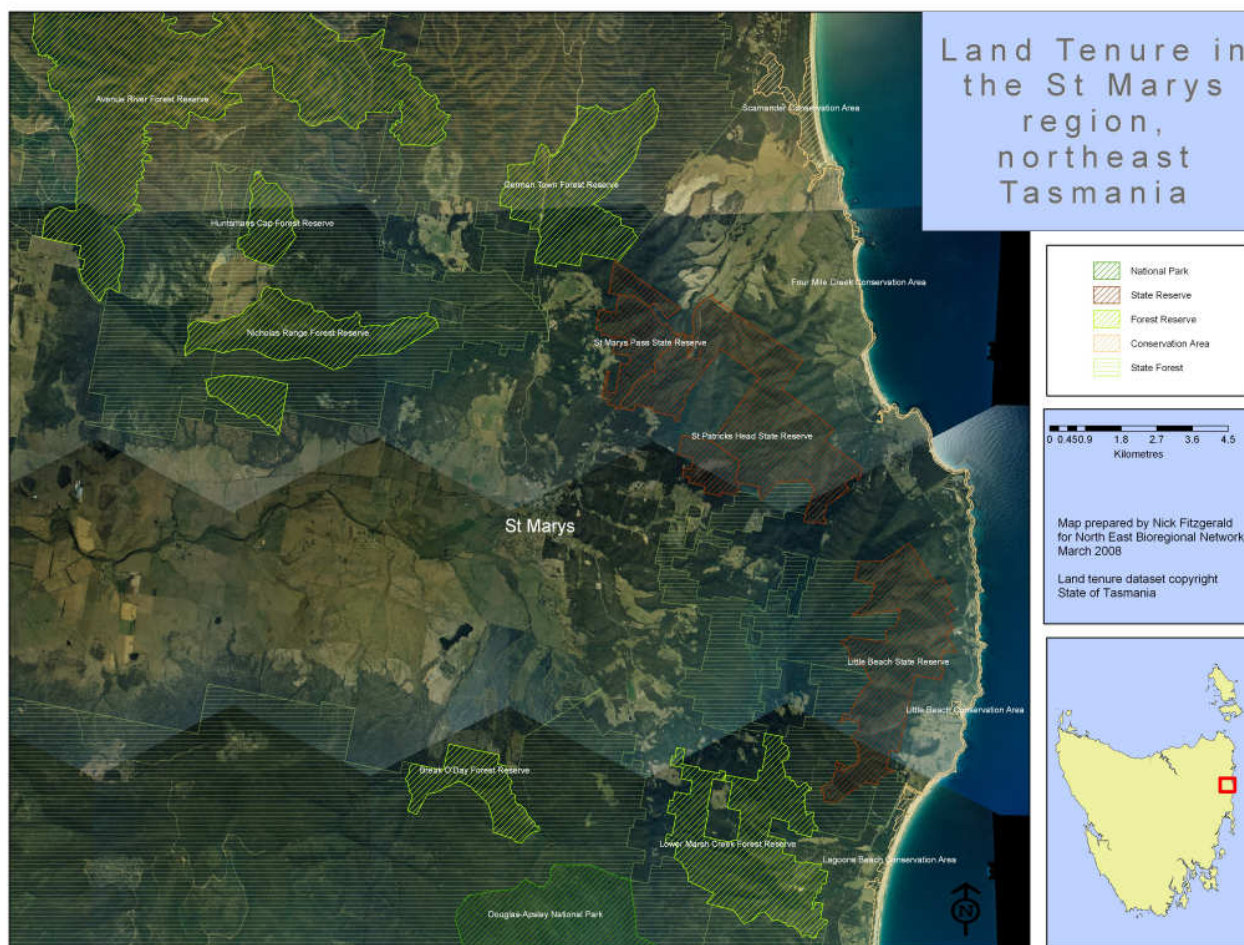 Land Tenure in
the St Marys
region,
northeast
Tasmania
National Park
State Reserve
Forest Reserve
Conservation Area
State Forest
0 0.45 0.9 1.8 2.7 3.6 4.5
Kilometres
Map prepared by Nick Fitzgerald
for North East Bioregional Network
March 2008
Land tenure dataset copyright
State of Tasmania
Avenue River Forest Reserve
Scamander Conservation Area
German Town Forest Reserve
Huntsmans Cap Forest Reserve
Four Mile Creek Conservation Area
Nicholas Range Forest Reserve
St Marys Pass State Reserve
St Patricks Head State Reserve
St Marys
Little Beach State Reserve
Little Beach Conservation Area
Break O'Day Forest Reserve
Lower Marsh Creek Forest Reserve
Lagoons Beach Conservation Area
Douglas-Apsley National Park
N